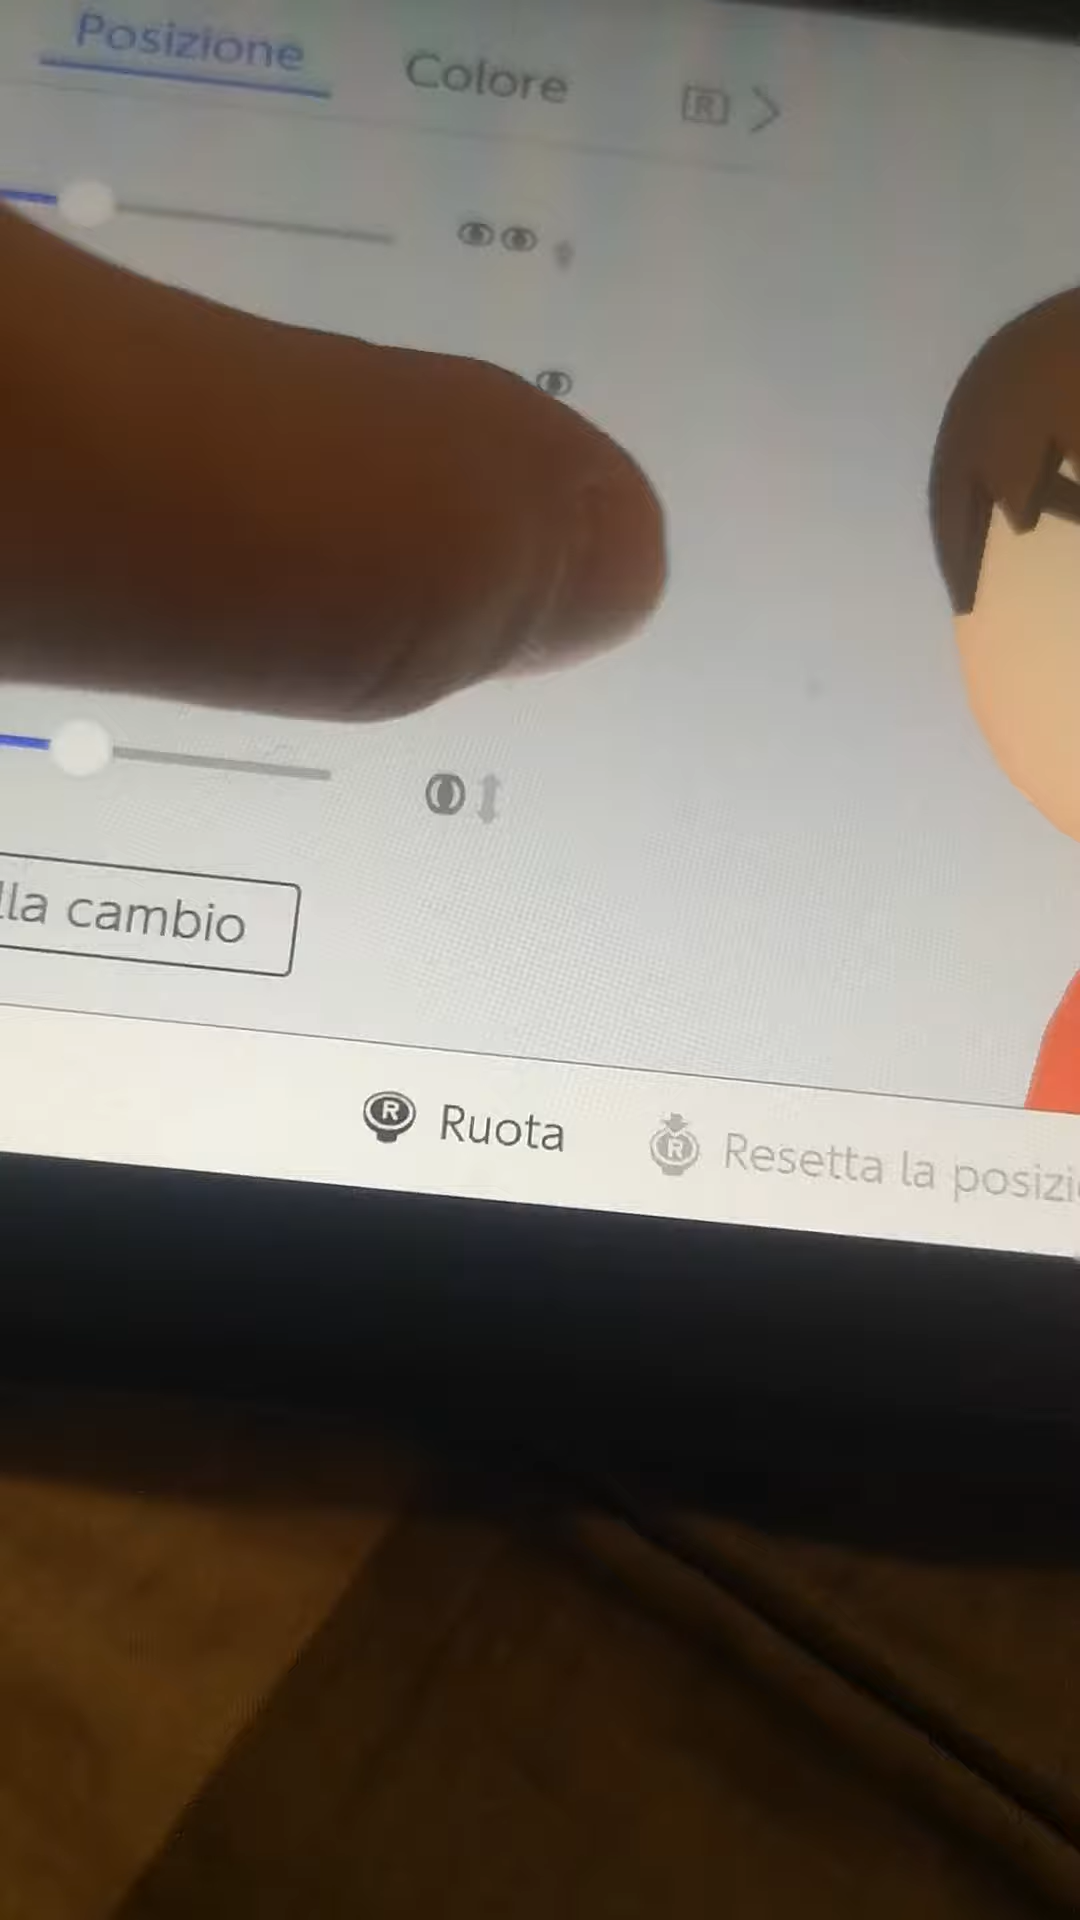 Posizione
Colore
R
lla cambio
R Ruota
R Resetta la posizi